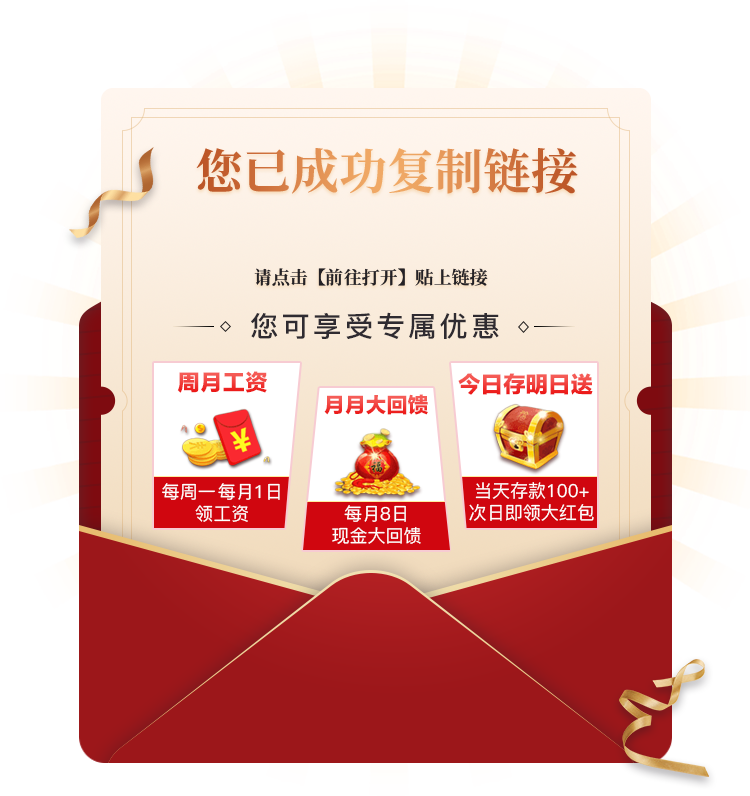 您已成功复制链接
请点击【前往打开】贴上链接
您可享受专属优惠
周月工资
¥
每周一每月1日
领工资
月月大回馈
福
每月8日
现金大回馈
今日存明日送
当天存款100+
次日即领大红包